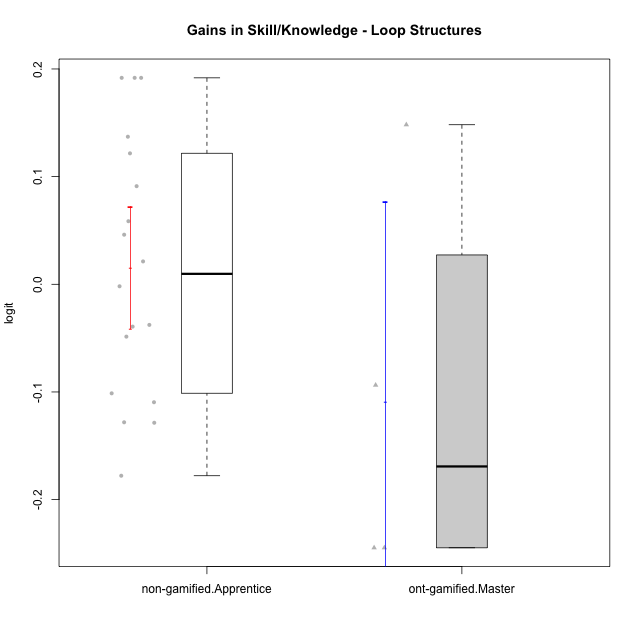 Gains in Skill/Knowledge - Loop Structures
0.2
0.1
0.0
-0.1
-0.2
logit
non-gamified.Apprentice
ont-gamified.Master